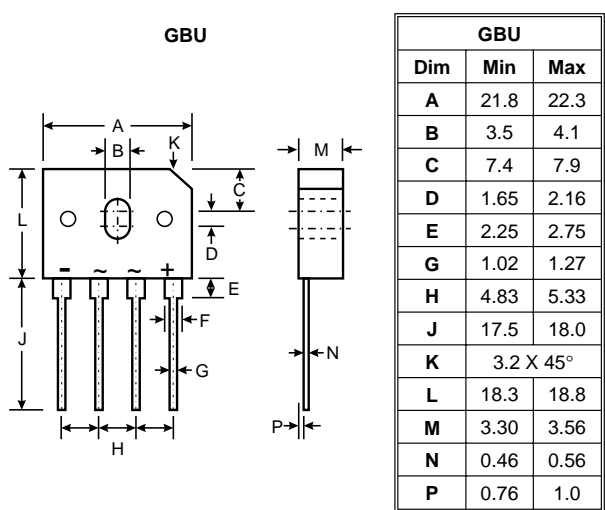 GBU
A
B
K
C
M
L
D
- ~ ~ +
E
F
J
G
N
P
H
GBU
Dim Min Max
A 21.8 22.3
B 3.5 4.1
C 7.4 7.9
D 1.65 2.16
E 2.25 2.75
G 1.02 1.27
H 4.83 5.33
J 17.5 18.0
K 3.2 X 45°
L 18.3 18.8
M 3.30 3.56
N 0.46 0.56
P 0.76 1.0